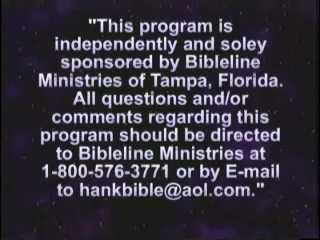 "This program is
independently and soley
sponsored by Bibleline
Ministries of Tampa, Florida.
All questions and/or
comments regarding this
program should be directed
to Bibleline Ministries at
1-800-576-3771 or by E-mail
to hankbible@aol.com."